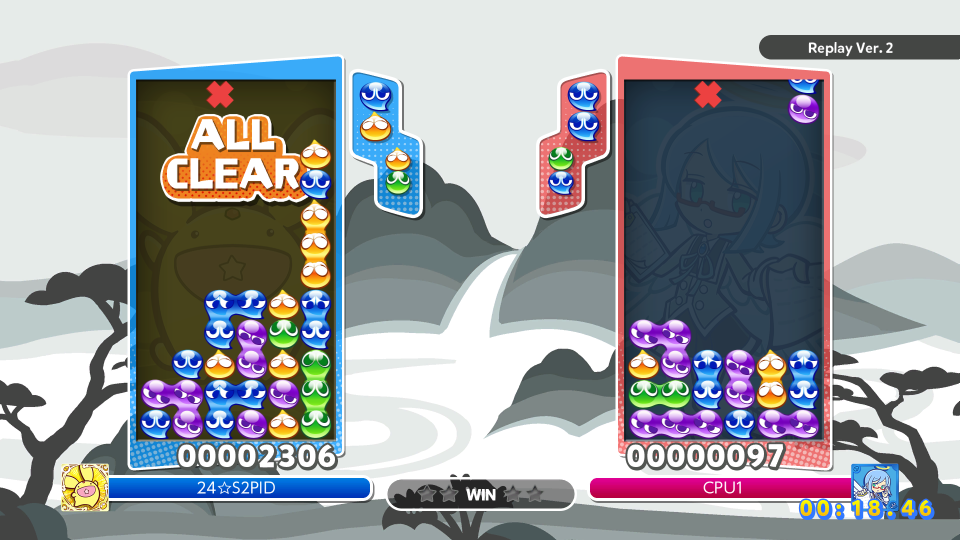 Replay Ver. 2
ALL
CLEAR
00002306
00000097
24☆S2PID
WIN
CPU1
00:18.46